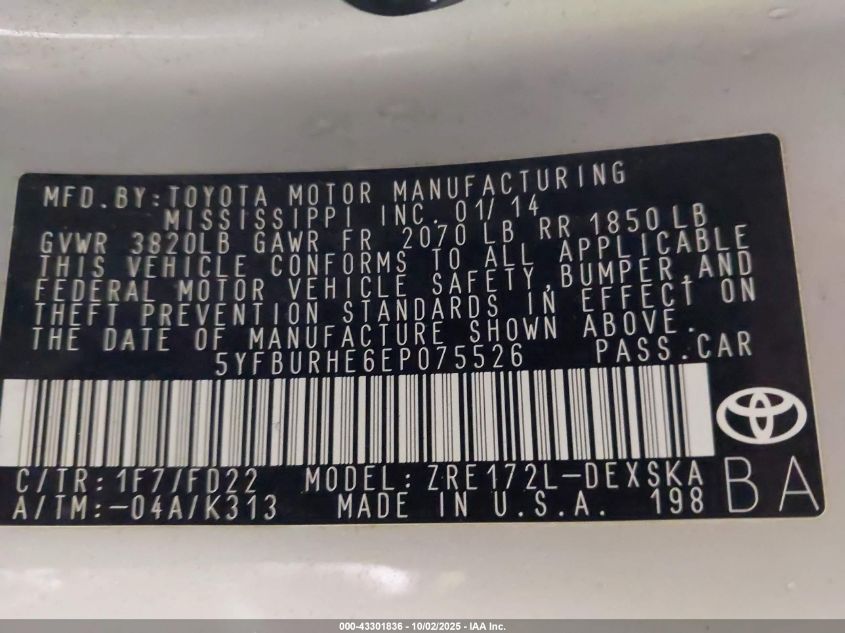 MFD.BY:TOYOTA MOTOR MANUFACTURING
MISSISSIPPI INC. 01/14
GVWR 3820LB GAWR FR 2070 LB RR 1850 LB
THIS VEHICLE CONFORMS TO ALL APPLICABLE
FEDERAL MOTOR VEHICLE SAFETY,BUMPER,AND
THEFT PREVENTION STANDARDS IN EFFECT ON
THE DATE OF MANUFACTURE SHOWN ABOVE.
5YFBURHE6EP075526 PASS.CAR
C/TR: 1F7/FD22 MODEL: ZRE172L-DEXSKA
A/TM:-04A/K313 MADE IN U.S.A. 198 BA
000-43301836 - 10/02/2025 - IAA Inc.